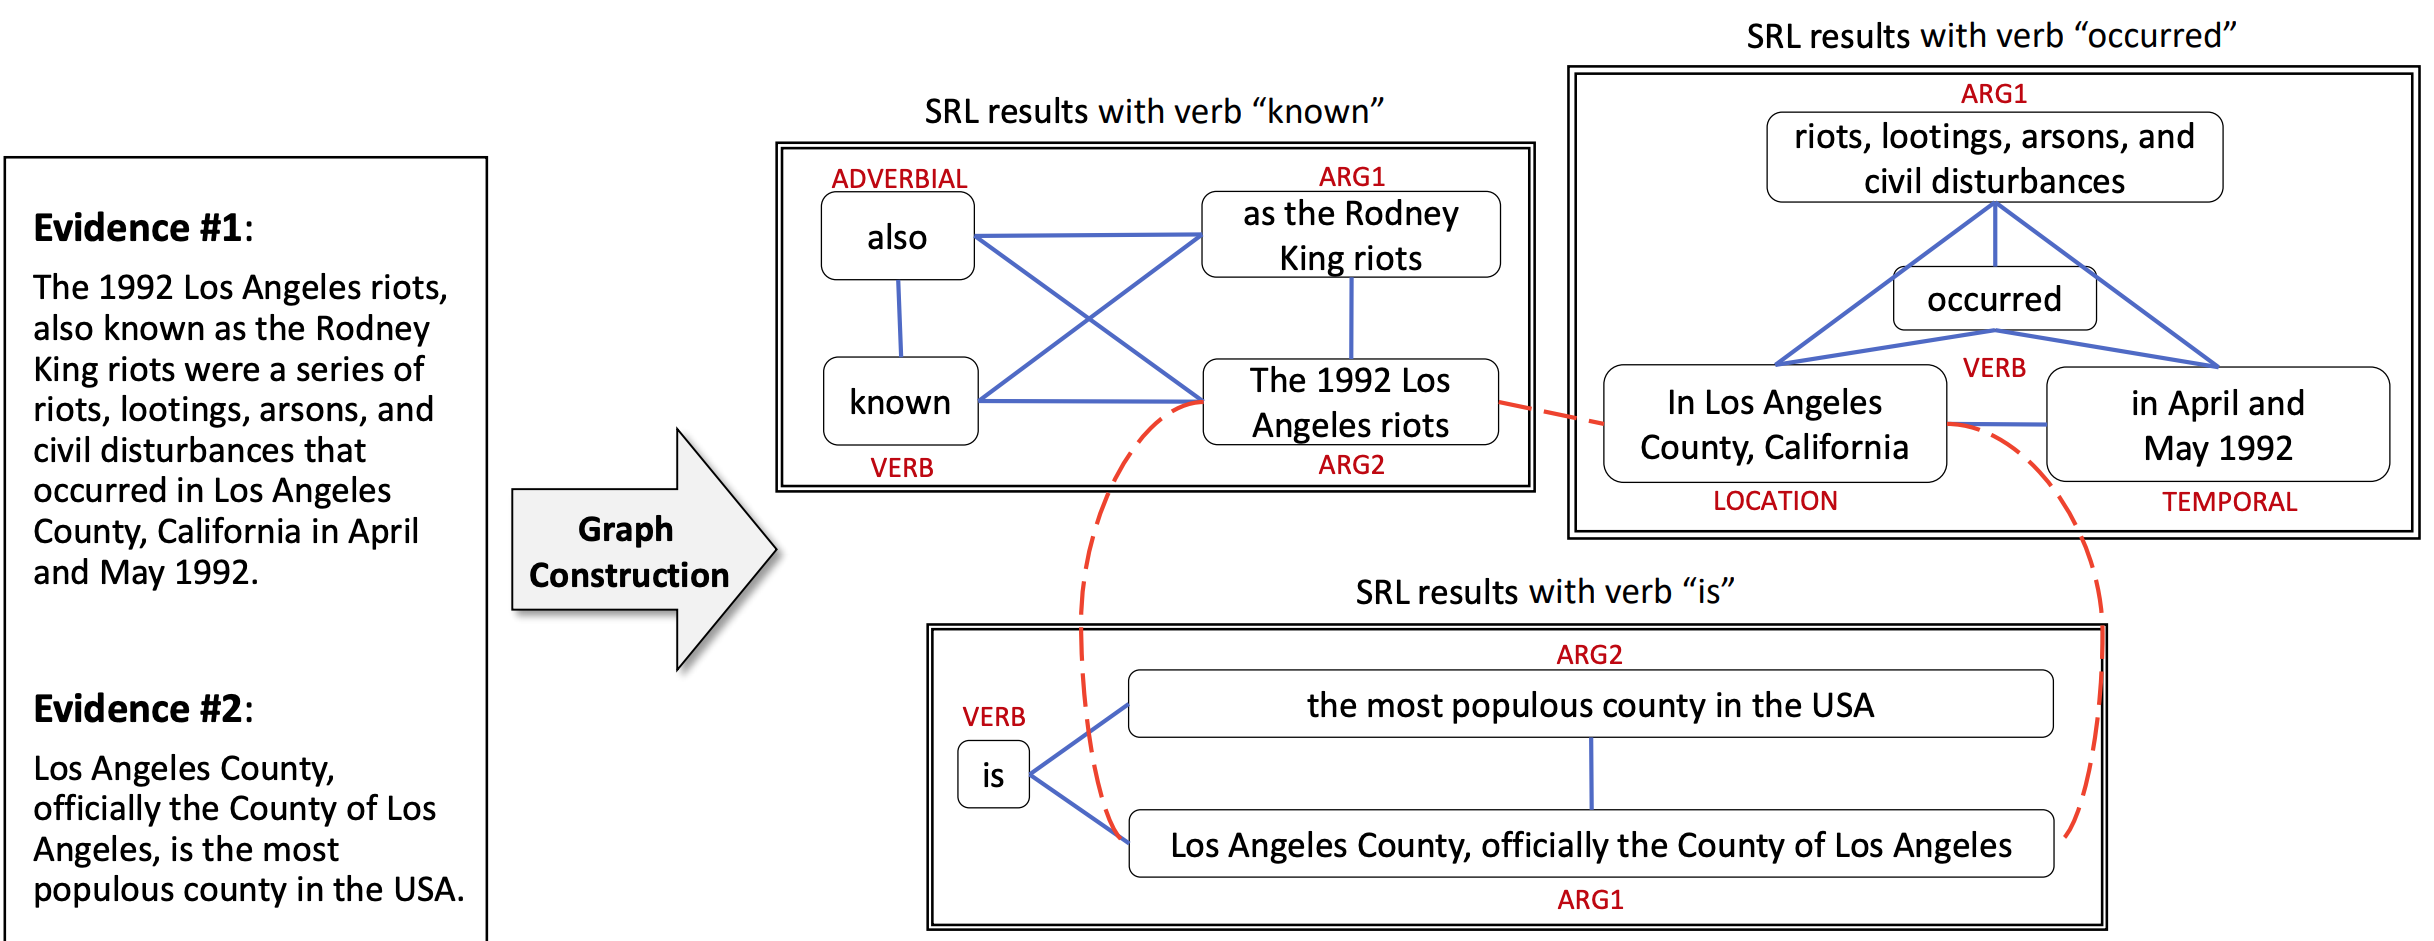 Evidence #1:
The 1992 Los Angeles riots,
also known as the Rodney
King riots were a series of
riots, lootings, arsons, and
civil disturbances that
occurred in Los Angeles
County, California in April
and May 1992.
Evidence #2:
Los Angeles County,
officially the County of Los
Angeles, is the most
populous county in the USA.
Graph
Construction
SRL results with verb “known”
ADVERBIAL
also
known
VERB
ARG1
as the Rodney
King riots
The 1992 Los
Angeles riots
ARG2
SRL results with verb “occurred”
ARG1
riots, lootings, arsons, and
civil disturbances
occurred
VERB
In Los Angeles
County, California
LOCATION
in April and
May 1992
TEMPORAL
SRL results with verb “is”
VERB
is
ARG2
the most populous county in the USA
Los Angeles County, officially the County of Los Angeles
ARG1